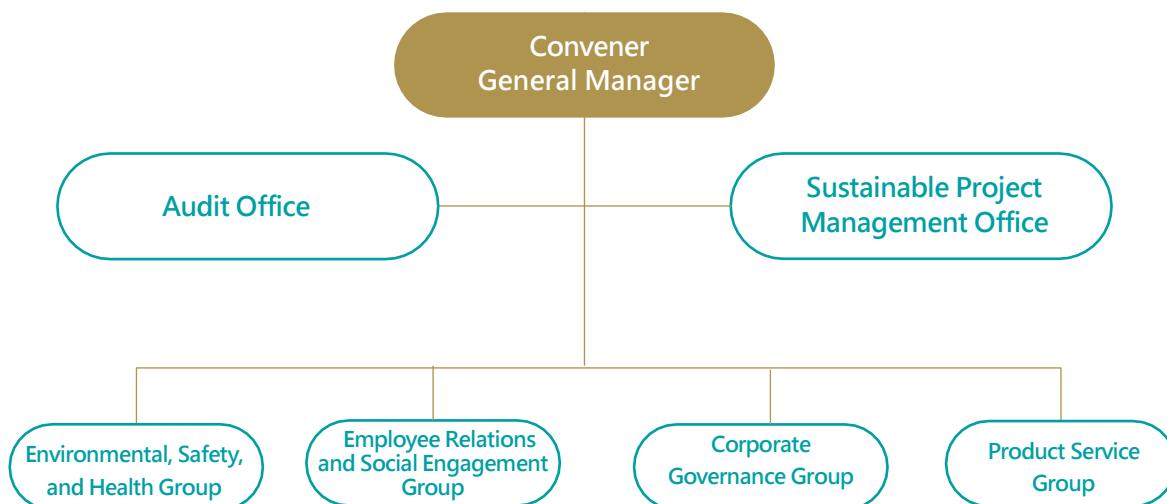 Convener
General Manager
Audit Office
Sustainable Project
Management Office
Environmental, Safety,
and Health Group
Employee Relations
and Social Engagement
Group
Corporate
Governance Group
Product Service
Group